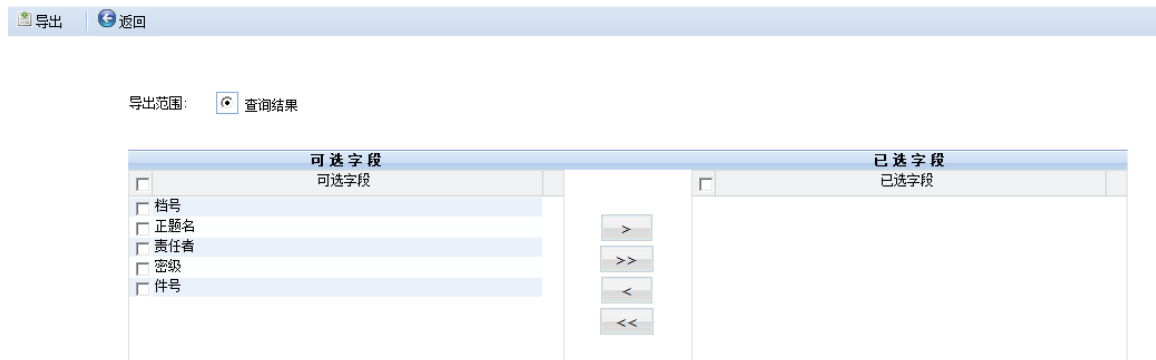 导出 返回
导出范围: 查询结果
可选字段 已选字段
可选字段 已选字段
档号
正题名
责任者
密级
件号
>
>>
<
<<